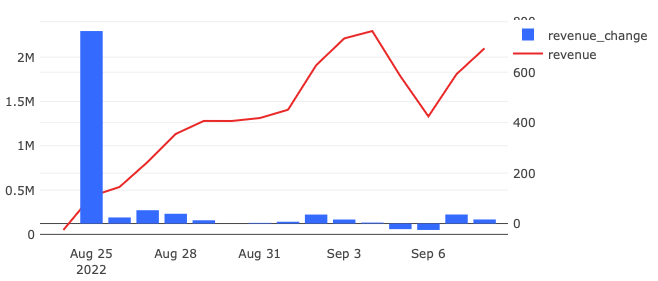 800
revenue_change
revenue
2M
600
1.5M
400
1M
200
0.5M
0
0
Aug 25
2022
Aug 28
Aug 31
Sep 3
Sep 6